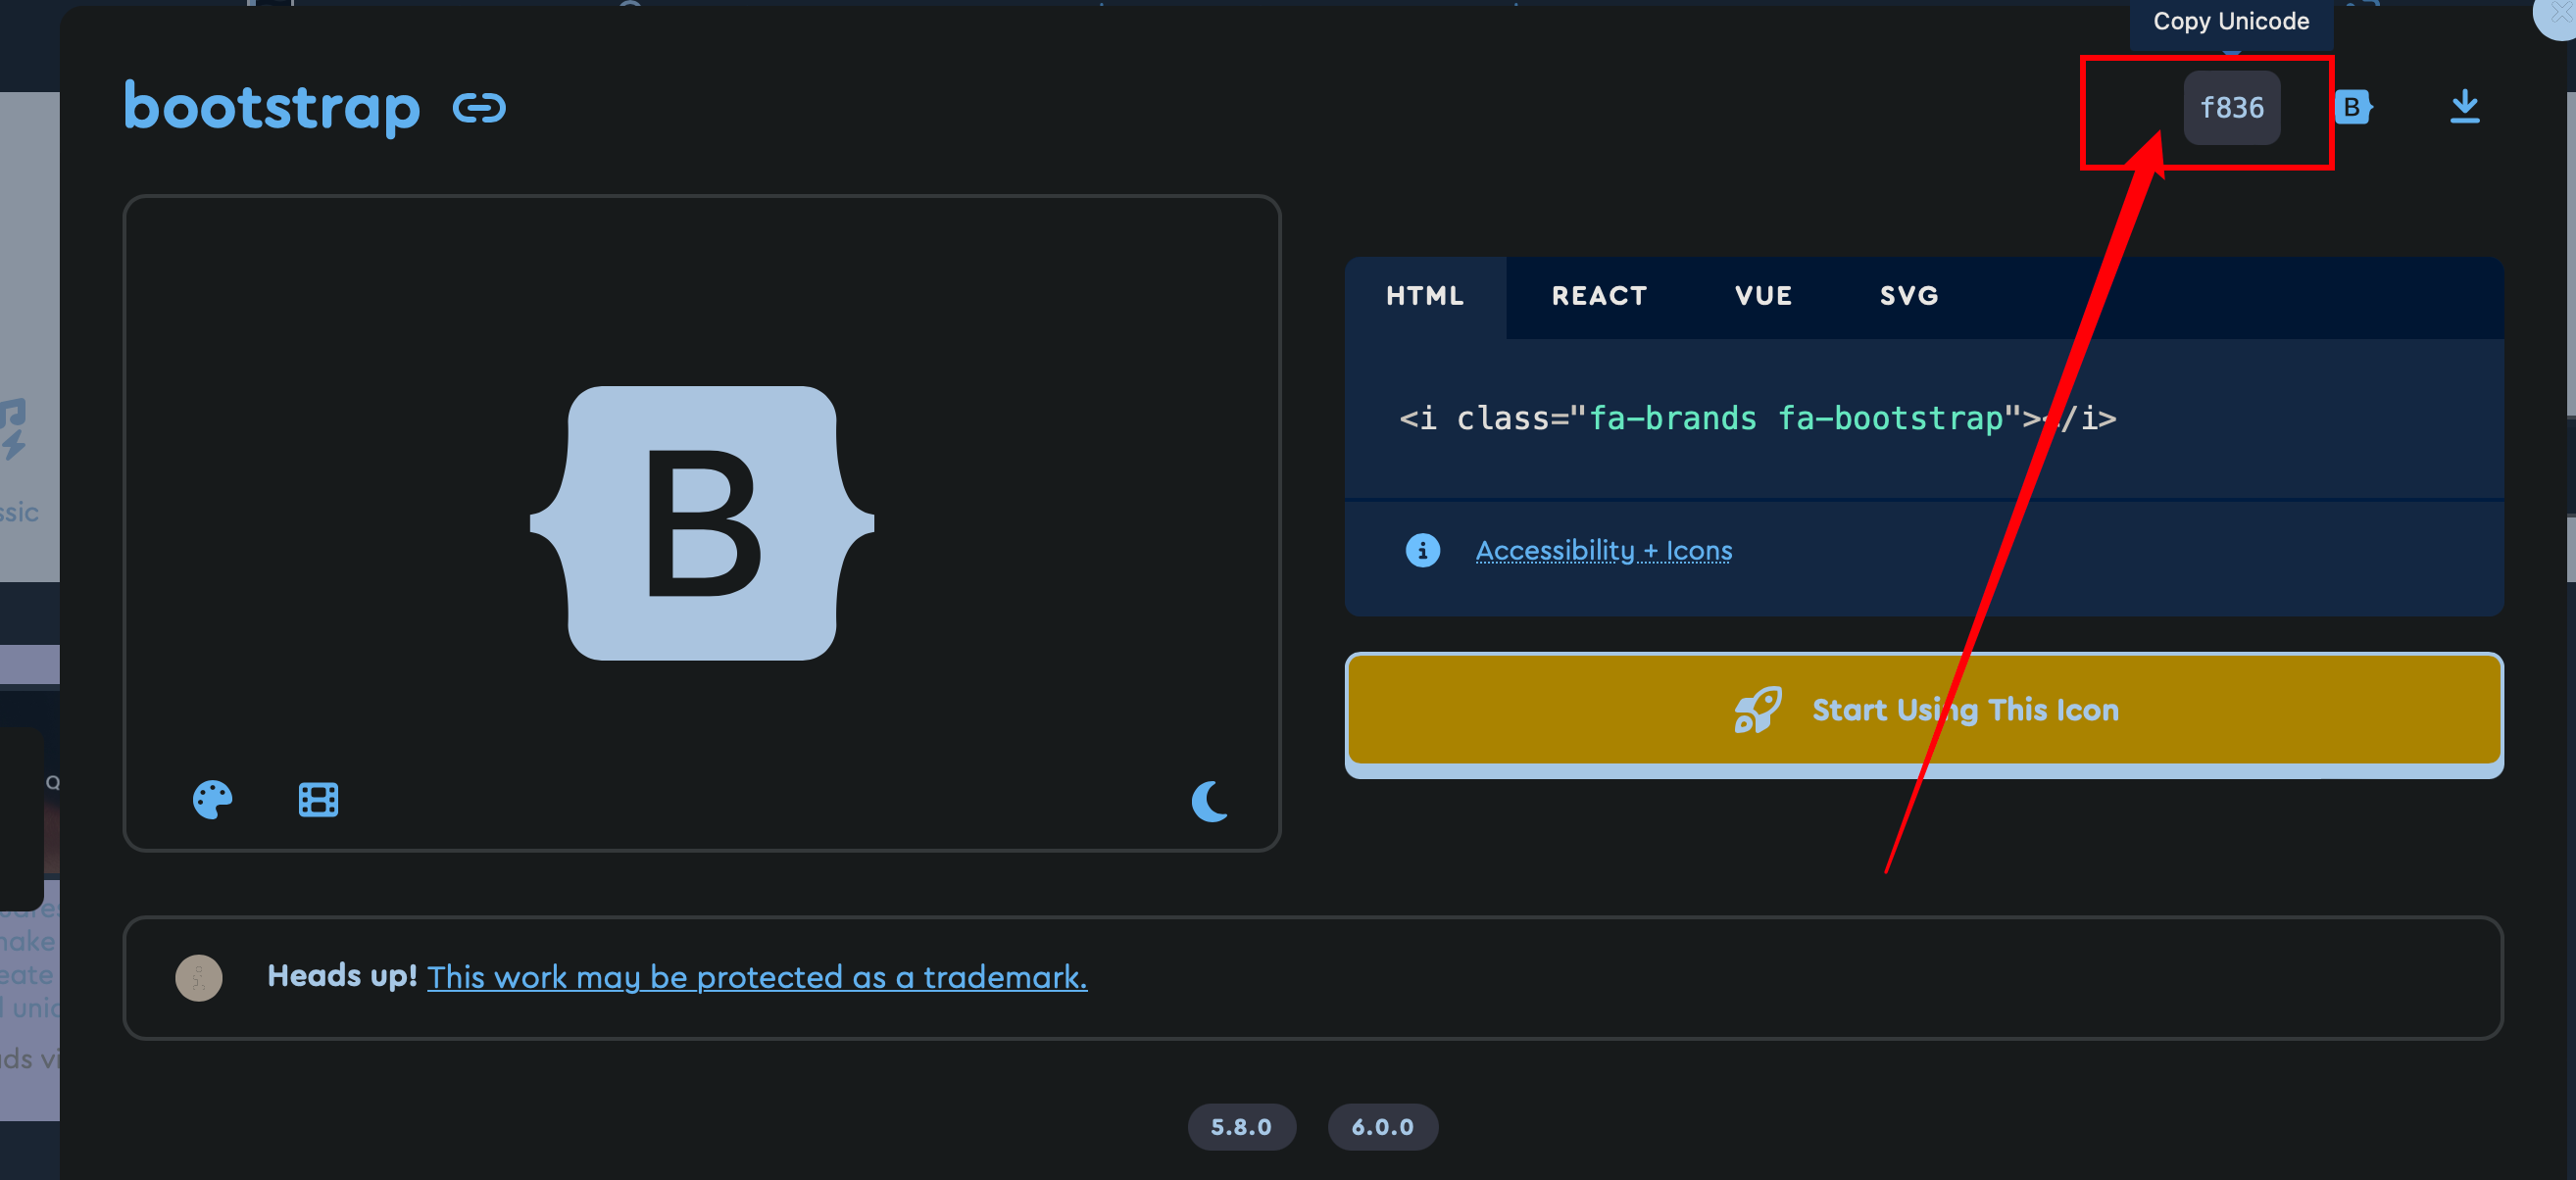 Copy Unicode
bootstrap
f836
B
HTML REACT VUE SVG
<i class="fa-brands fa-bootstrap"></i>
B
Accessibility + Icons
Start Using This Icon
Heads up! This work may be protected as a trademark.
5.8.0 6.0.0